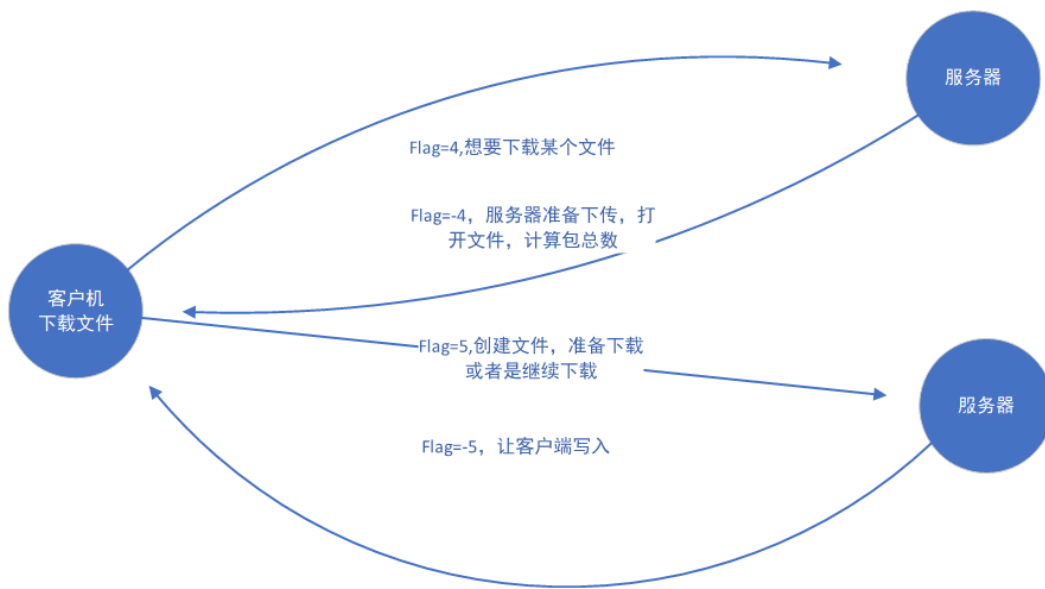 服务器
Flag=4,想要下载某个文件
Flag=-4，服务器准备下传，打
开文件，计算包总数
客户机
下载文件
Flag=5,创建文件，准备下载
或者是继续下载
服务器
Flag=-5，让客户端写入